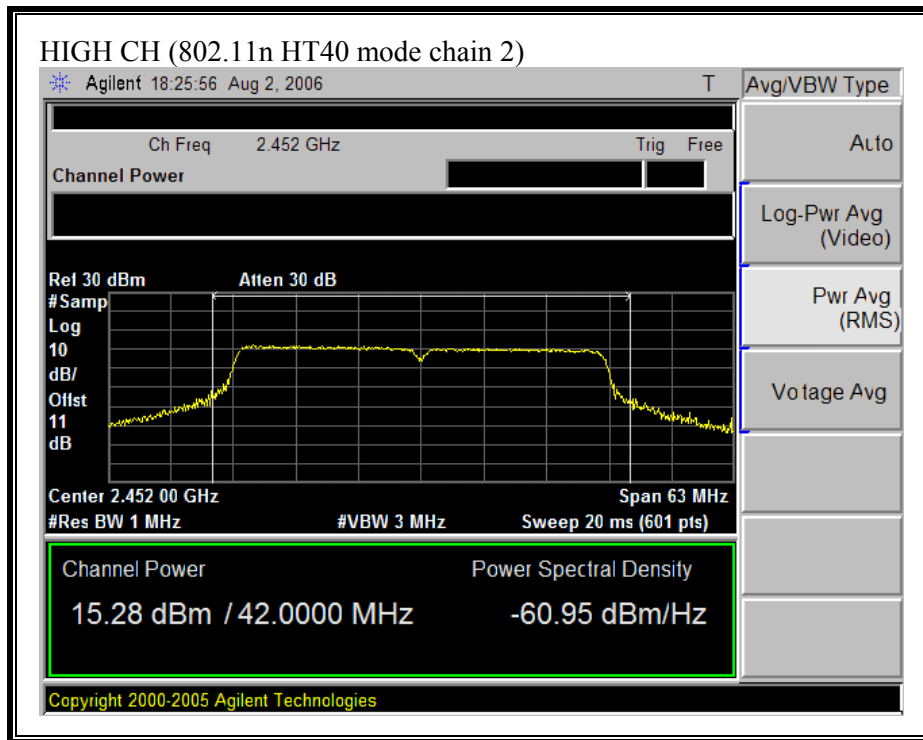 HIGH CH (802.11n HT40 mode chain 2)
Agilent 18:25:56 Aug 2, 2006 T
Avg/VBW Type
Ch Freq 2.452 GHz Trig Free
Channel Power
Auto
Log-Pwr Avg
(Video)
Pwr Avg
(RMS)
Votage Avg
Ref 30 dBm Atten 30 dB
#Samp
Log
10
dB/
Offst
11
dB
Center 2.452 00 GHz Span 63 MHz
#Res BW 1 MHz #VBW 3 MHz Sweep 20 ms (601 pts)
Channel Power Power Spectral Density
15.28 dBm / 42.0000 MHz -60.95 dBm/Hz
Copyright 2000-2005 Agilent Technologies